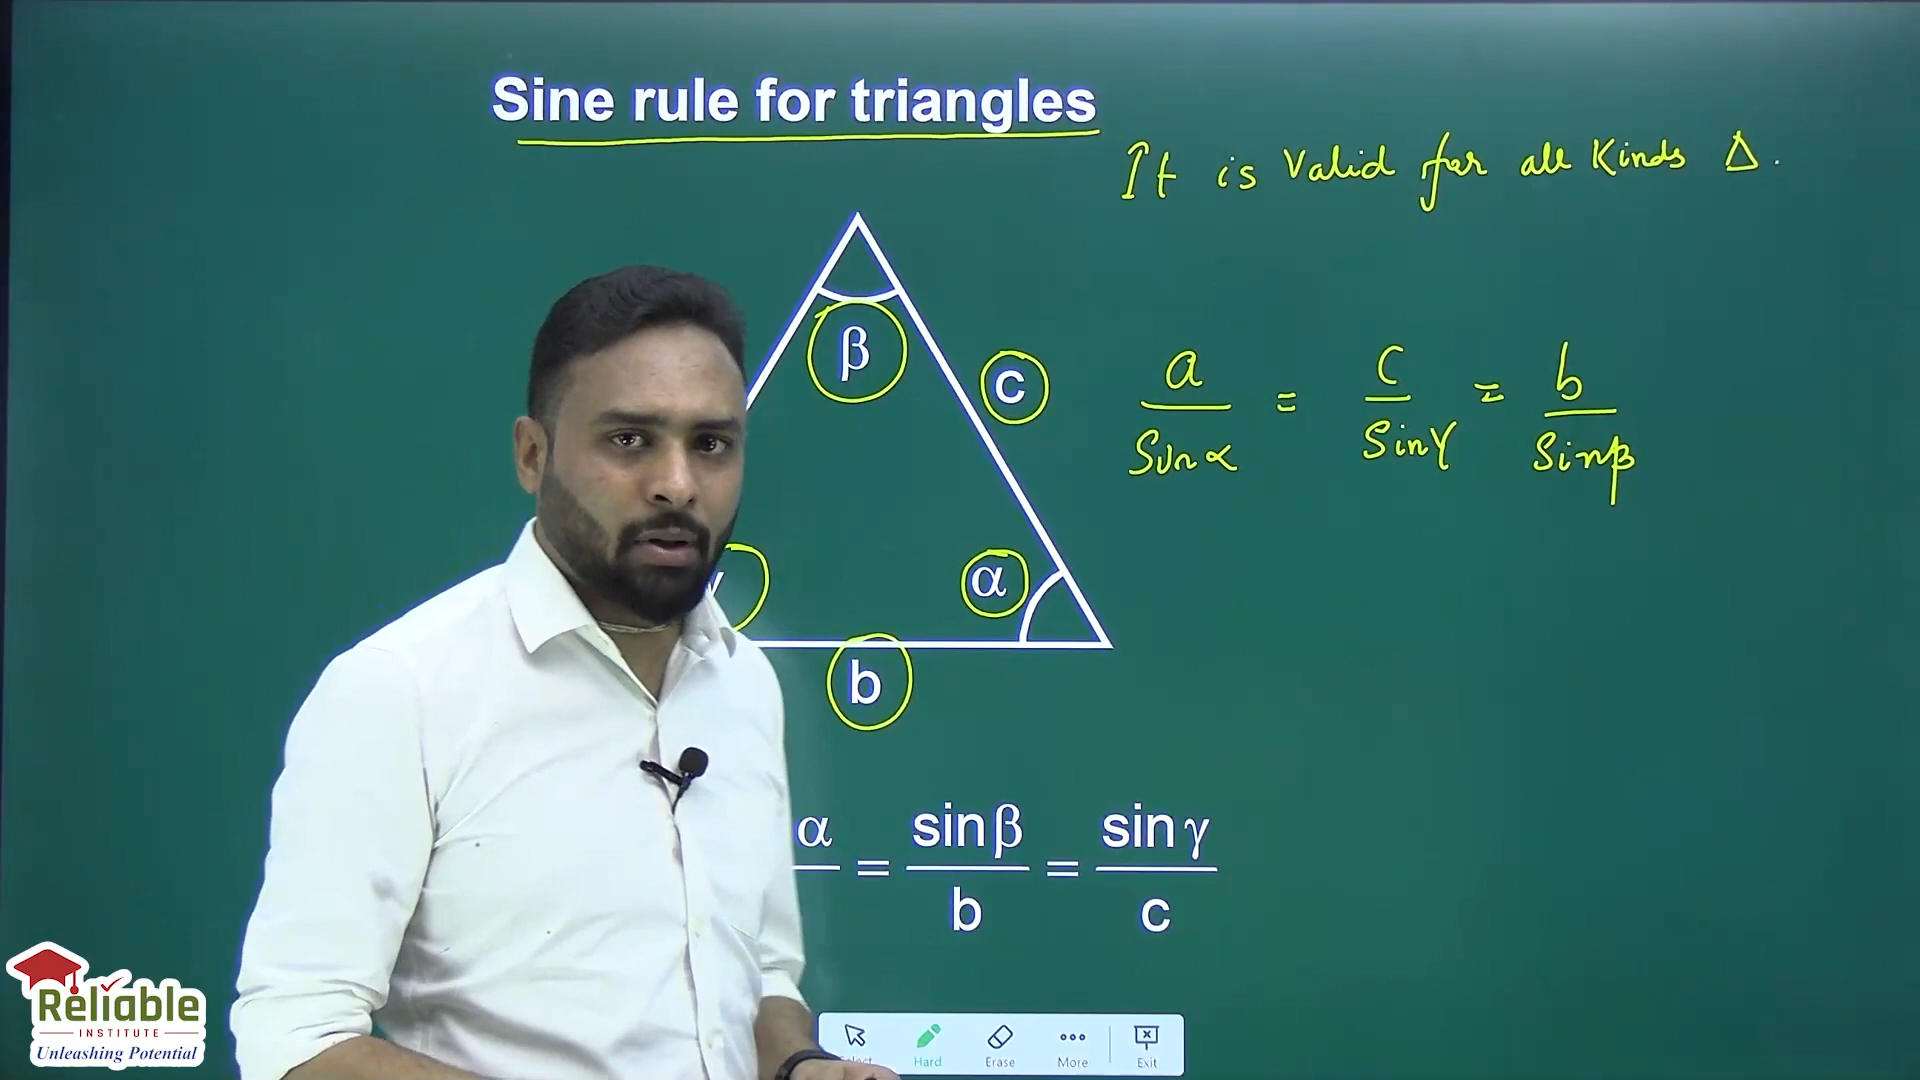 Sine rule for triangles
It is Valid for all Kinds Δ.
β
c
a/Sinα = c/Sinγ = b/Sinβ
α
b
α = sinβ/b = sinγ/c
Reliable
INSTITUTE
Unleashing Potential
Select Hard Erase More Exit